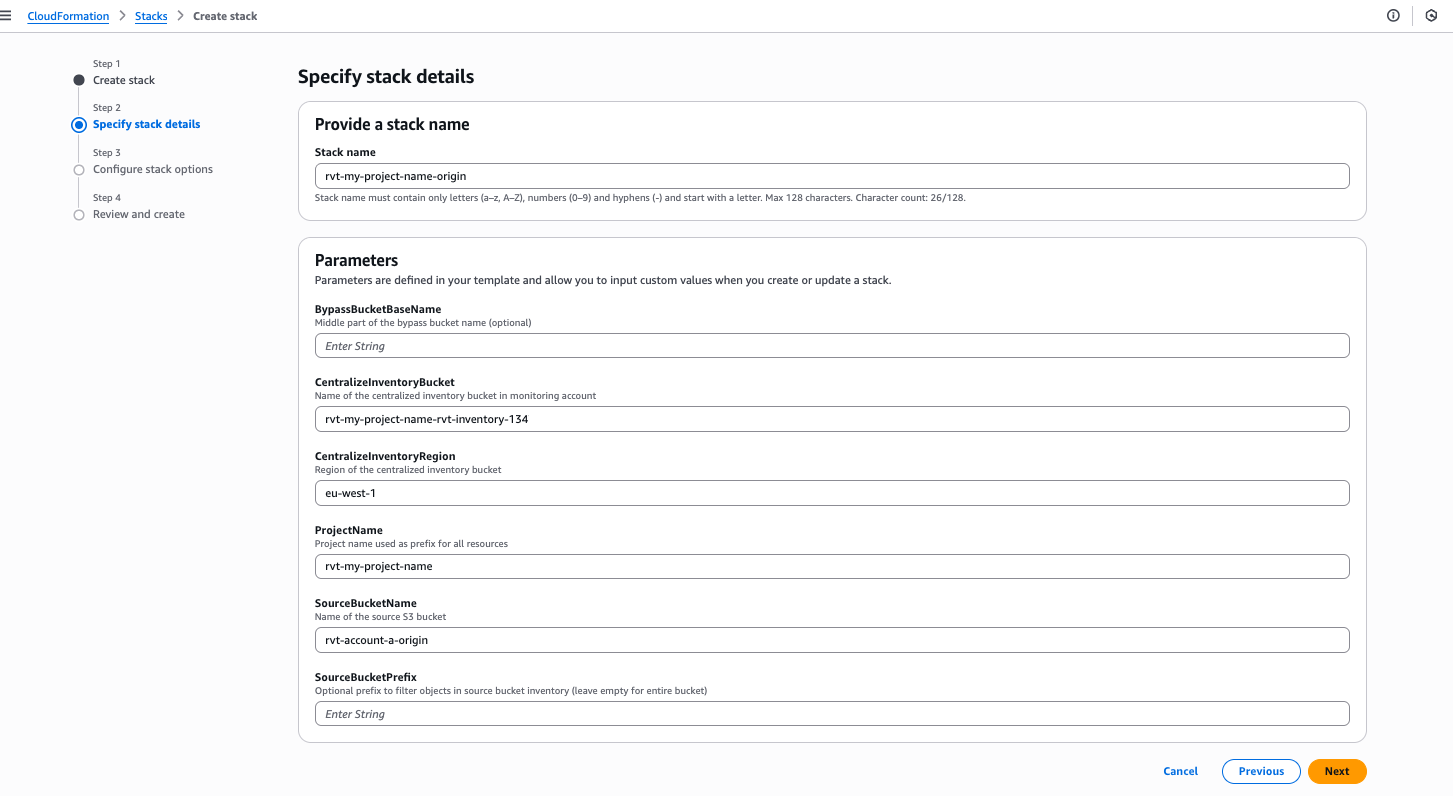 CloudFormation > Stacks > Create stack
Step 1
Create stack
Step 2
Specify stack details
Step 3
Configure stack options
Step 4
Review and create
Specify stack details
Provide a stack name
Stack name
rvt-my-project-name-origin
Stack name must contain only letters (a–z, A–Z), numbers (0–9) and hyphens (-) and start with a letter. Max 128 characters. Character count: 26/128.
Parameters
Parameters are defined in your template and allow you to input custom values when you create or update a stack.
BypassBucketBaseName
Middle part of the bypass bucket name (optional)
Enter String
CentralizeInventoryBucket
Name of the centralized inventory bucket in monitoring account
rvt-my-project-name-rvt-inventory-134
CentralizeInventoryRegion
Region of the centralized inventory bucket
eu-west-1
ProjectName
Project name used as prefix for all resources
rvt-my-project-name
SourceBucketName
Name of the source S3 bucket
rvt-account-a-origin
SourceBucketPrefix
Optional prefix to filter objects in source bucket inventory (leave empty for entire bucket)
Enter String
Cancel Previous Next